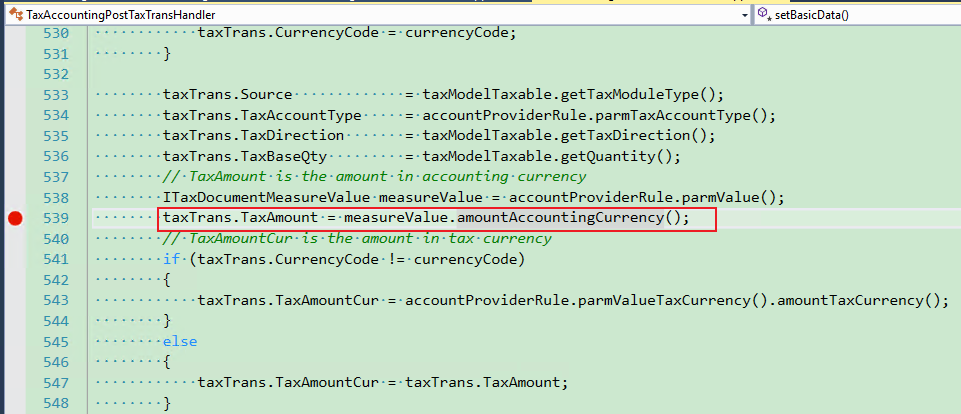 TaxAccountingPostTaxTransHandler setBasicData()
530 taxTrans.CurrencyCode = currencyCode;
531 }
532
533 taxTrans.Source = taxModelTaxable.getTaxModuleType();
534 taxTrans.TaxAccountType = accountProviderRule.parmTaxAccountType();
535 taxTrans.TaxDirection = taxModelTaxable.getTaxDirection();
536 taxTrans.TaxBaseQty = taxModelTaxable.getQuantity();
537 // TaxAmount is the amount in accounting currency
538 ITaxDocumentMeasureValue measureValue = accountProviderRule.parmValue();
539 taxTrans.TaxAmount = measureValue.amountAccountingCurrency();
540 // TaxAmountCur is the amount in tax currency
541 if (taxTrans.CurrencyCode != currencyCode)
542 {
543 taxTrans.TaxAmountCur = accountProviderRule.parmValueTaxCurrency().amountTaxCurrency();
544 }
545 else
546 {
547 taxTrans.TaxAmountCur = taxTrans.TaxAmount;
548 }